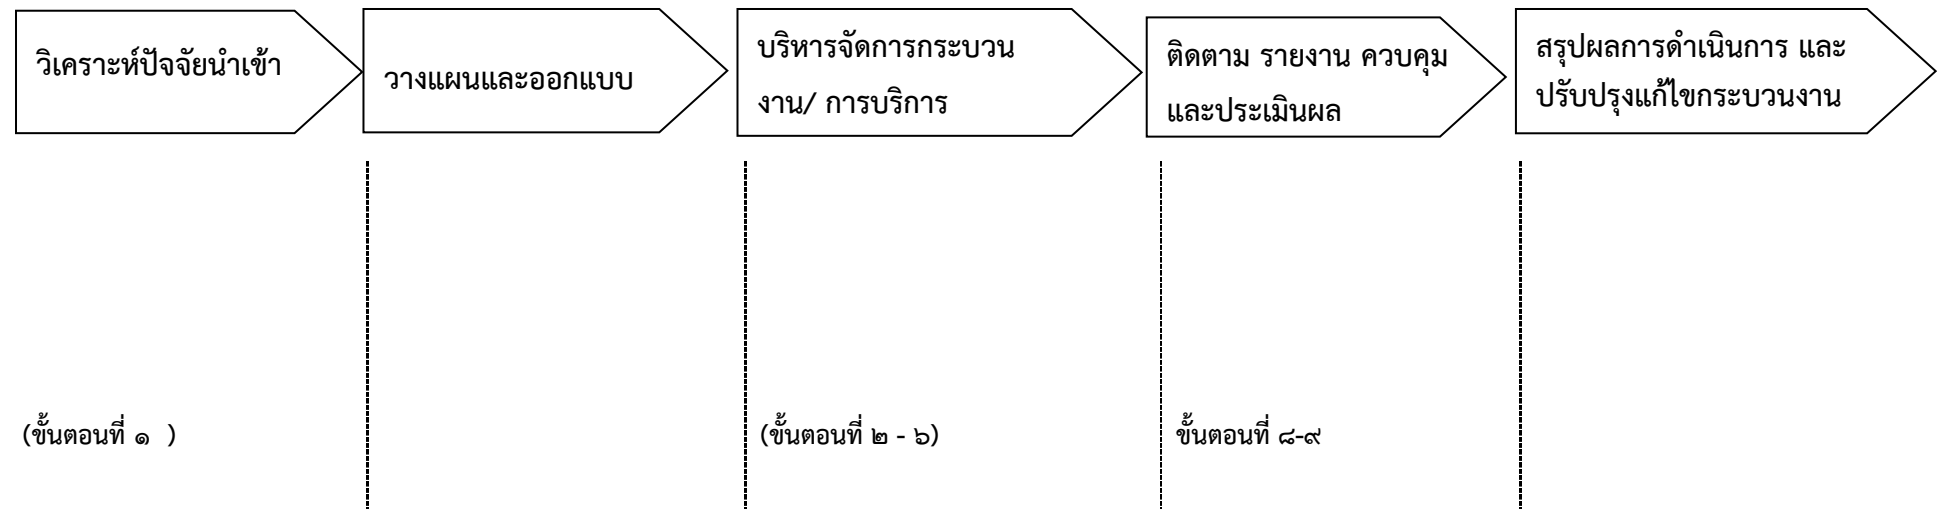 วิเคราะห์ปัจจัยนำเข้า
วางแผนและออกแบบ
บริหารจัดการกระบวน
งาน/ การบริการ
ติดตาม รายงาน ควบคุม
และประเมินผล
สรุปผลการดำเนินการ และ
ปรับปรุงแก้ไขกระบวนงาน
(ขั้นตอนที่ ๑ )
(ขั้นตอนที่ ๒ - ๖)
ขั้นตอนที่ ๘-๙